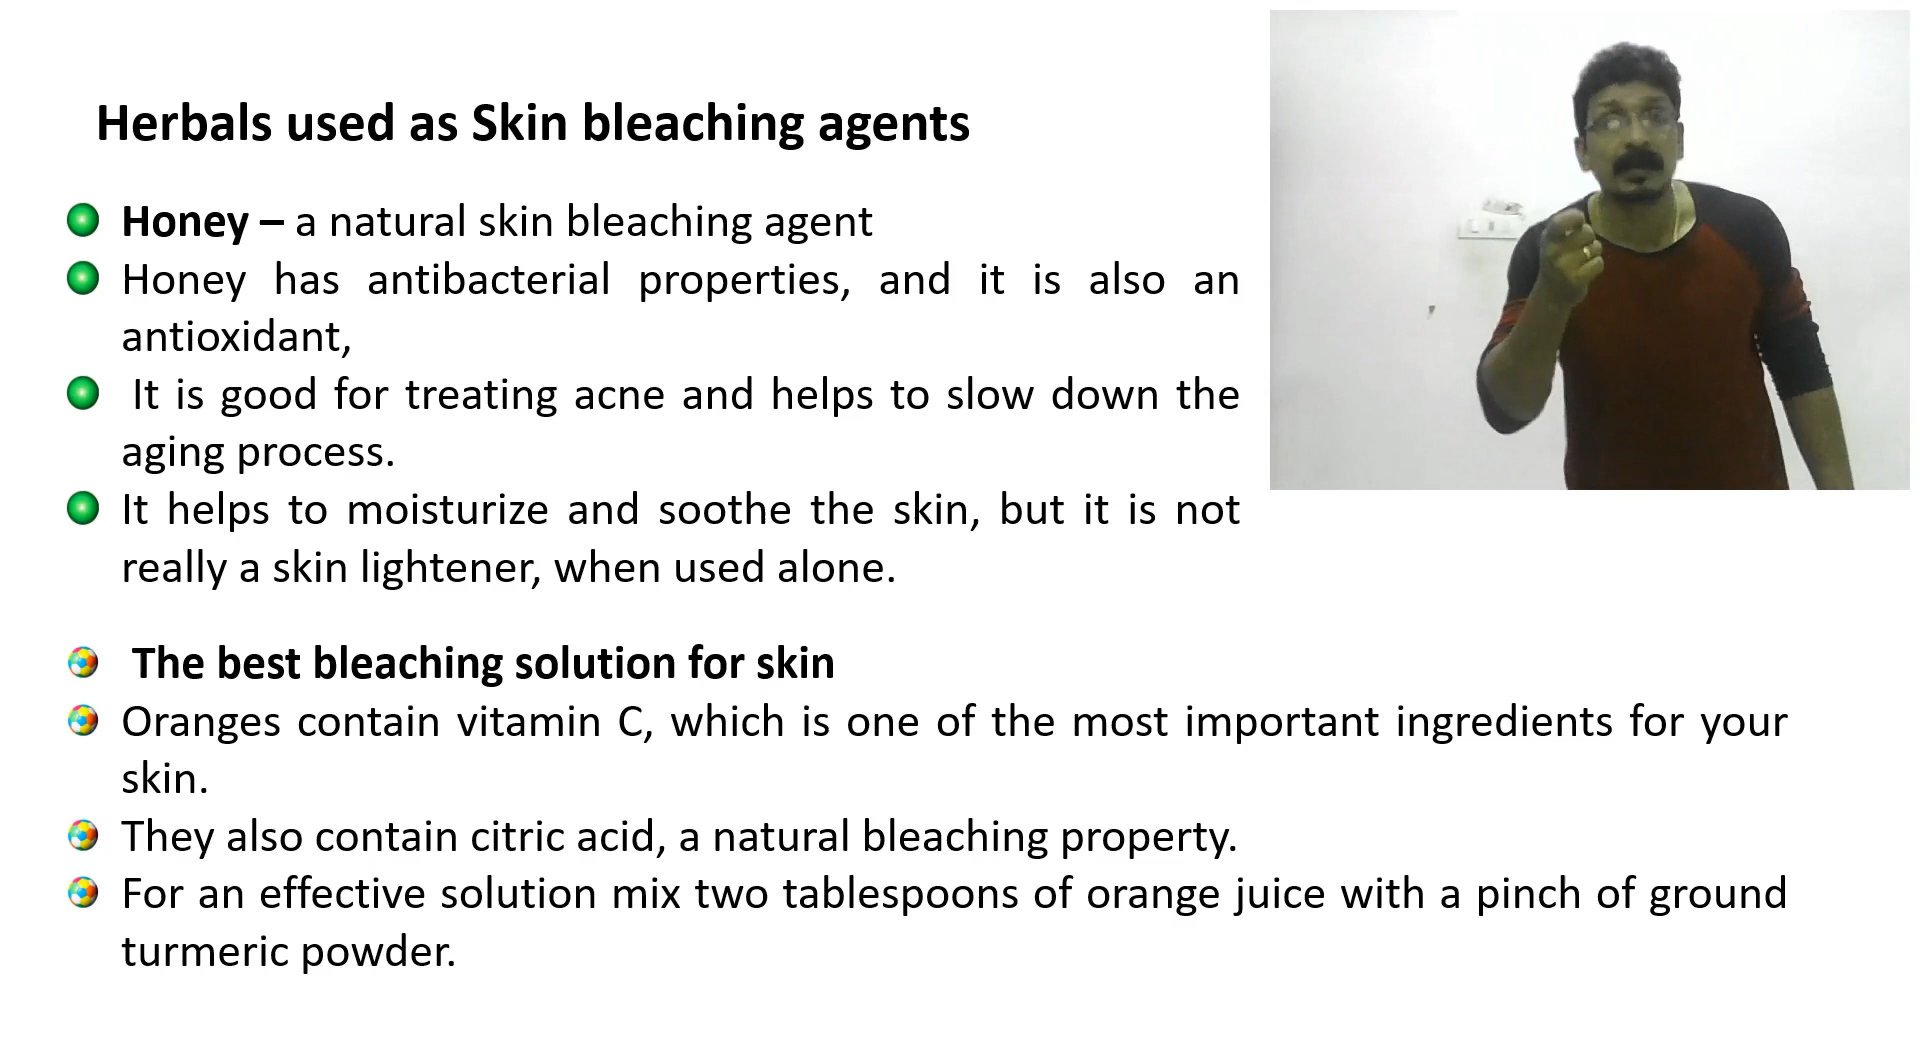 Herbals used as Skin bleaching agents
Honey – a natural skin bleaching agent
Honey has antibacterial properties, and it is also an
antioxidant,
It is good for treating acne and helps to slow down the
aging process.
It helps to moisturize and soothe the skin, but it is not
really a skin lightener, when used alone.
The best bleaching solution for skin
Oranges contain vitamin C, which is one of the most important ingredients for your
skin.
They also contain citric acid, a natural bleaching property.
For an effective solution mix two tablespoons of orange juice with a pinch of ground
turmeric powder.